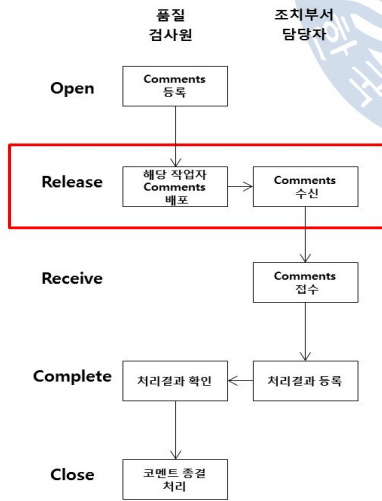 품질
검사원
조치부서
담당자
Open
Comments
등록
Release
해당 작업자
Comments
배포
Comments
수신
Receive
Comments
접수
Complete
처리결과 확인
처리결과 등록
Close
코멘트 종결
처리